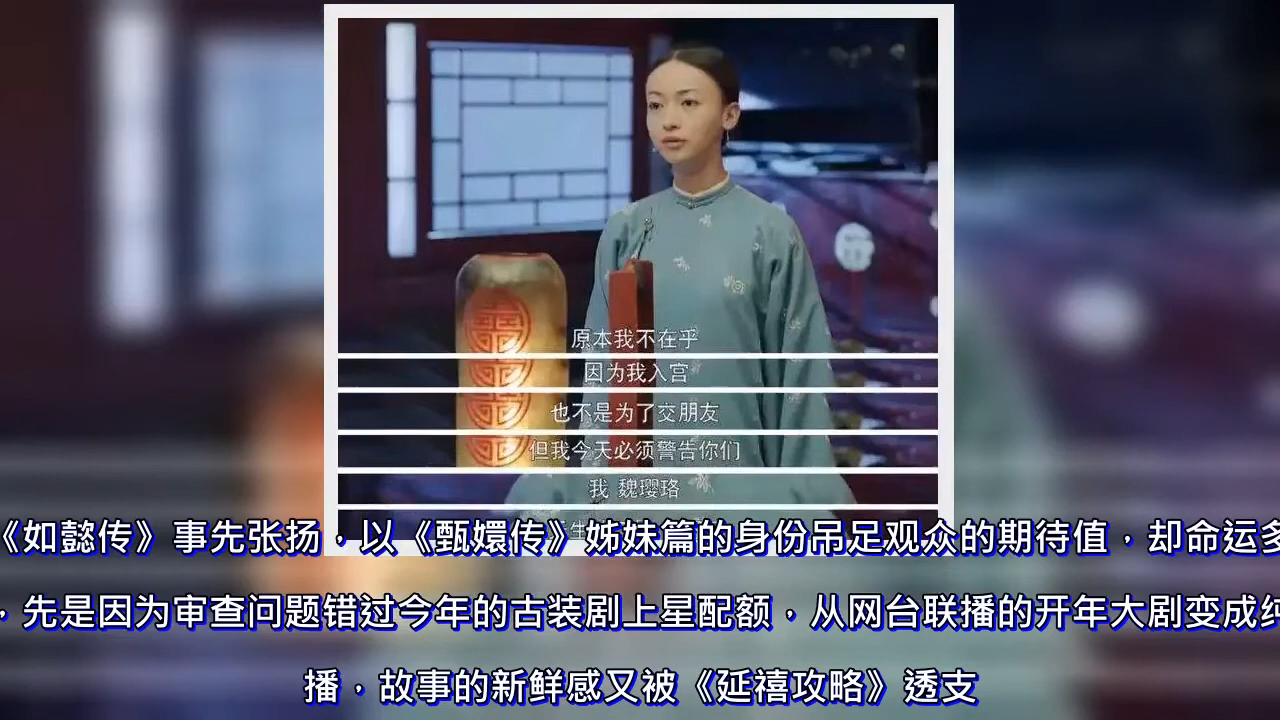 原本我不在乎
因为我入宫
也不是为了交朋友
但我今天必须警告你们
我 魏璎珞
生
《如懿传》事先张扬，以《甄嬛传》姊妹篇的身份吊足观众的期待值，却命运多
，先是因为审查问题错过今年的古装剧上星配额，从网台联播的开年大剧变成纯
播，故事的新鲜感又被《延禧攻略》透支